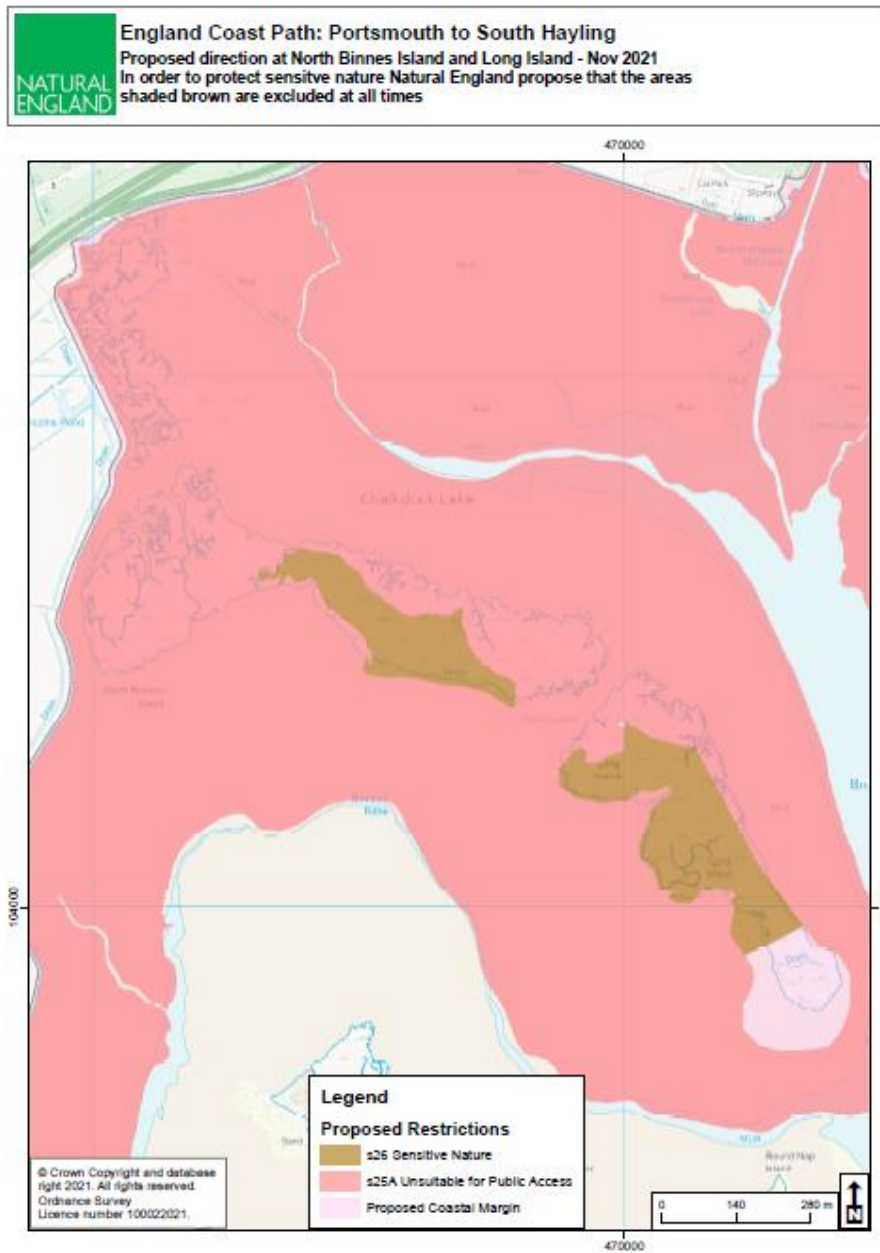 NATURAL
ENGLAND
England Coast Path: Portsmouth to South Hayling
Proposed direction at North Binnes Island and Long Island - Nov 2021
In order to protect sensitve nature Natural England propose that the areas
shaded brown are excluded at all times
470000
Chalkdock Lake
104000
Legend
Proposed Restrictions
s26 Sensitive Nature
s25A Unsuitable for Public Access
Proposed Coastal Margin
© Crown Copyright and database
right 2021. All rights reserved.
Ordnance Survey
Licence number 100022021.
Round Nap
Island
0 140 280 m
N
470000